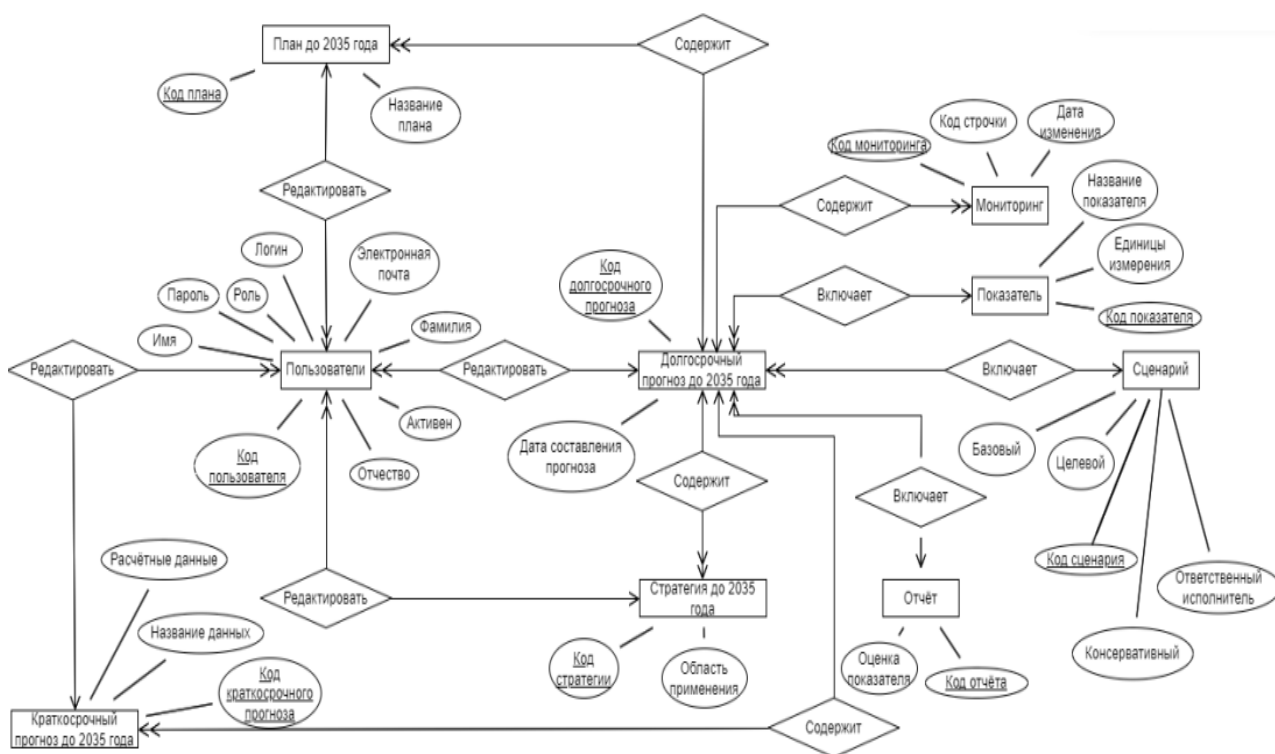 План до 2035 года
Содержит
Код плана
Название
плана
Код строчки
Дата
изменения
Код мониторинга
Редактировать
Содержит
Мониторинг
Название
показателя
Логин
Электронная
почта
Код
долгосрочного
прогноза
Единицы
измерения
Пароль
Роль
Включает
Показатель
Код показателя
Имя
Фамилия
Редактировать
Пользователи
Редактировать
Долгосрочный
прогноз до 2035 года
Включает
Сценарий
Активен
Код
пользователя
Отчество
Дата составления
прогноза
Базовый
Целевой
Содержит
Включает
Расчётные данные
Код сценария
Ответственный
исполнитель
Редактировать
Стратегия до 2035
года
Отчёт
Название данных
Консервативный
Код
стратегии
Область
применения
Оценка
показателя
Код отчёта
Код
краткосрочного
прогноза
Краткосрочный
прогноз до 2035 года
Содержит